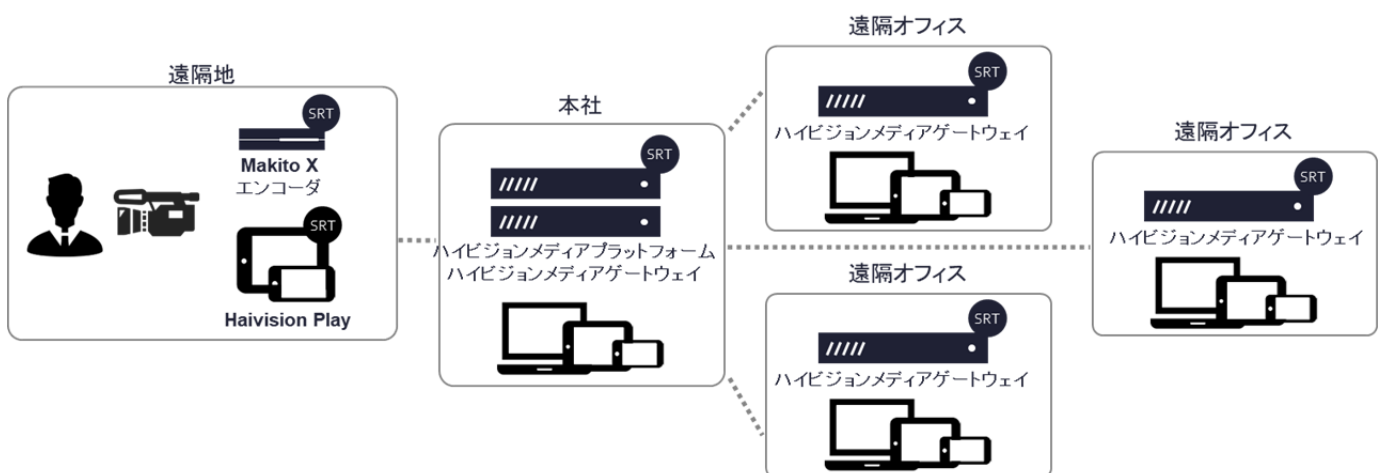 遠隔地
SRT
Makito X
エンコーダ
SRT
Haivision Play
本社
SRT
ハイビジョンメディアプラットフォーム
ハイビジョンメディアゲートウェイ
遠隔オフィス
SRT
ハイビジョンメディアゲートウェイ
遠隔オフィス
SRT
ハイビジョンメディアゲートウェイ
遠隔オフィス
SRT
ハイビジョンメディアゲートウェイ